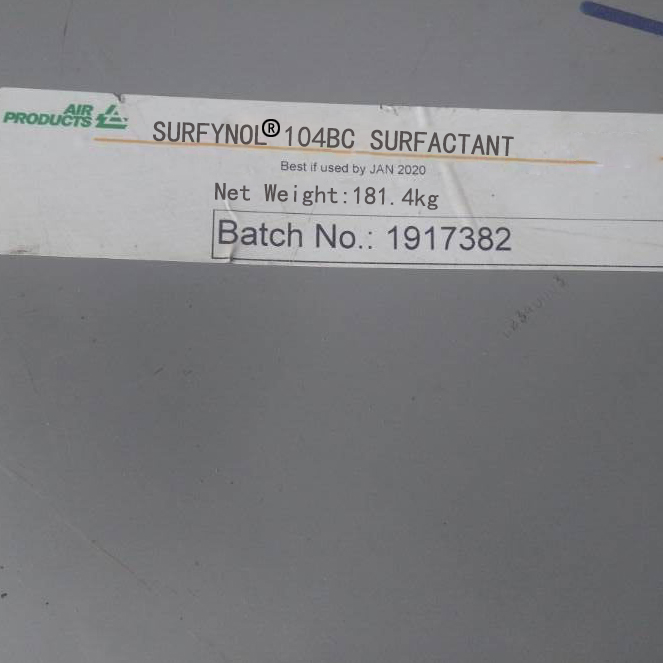 AIR
PRODUCTS
SURFYNOL® 104BC SURFACTANT
Best if used by JAN 2020
Net Weight:181.4kg
Batch No.: 1917382